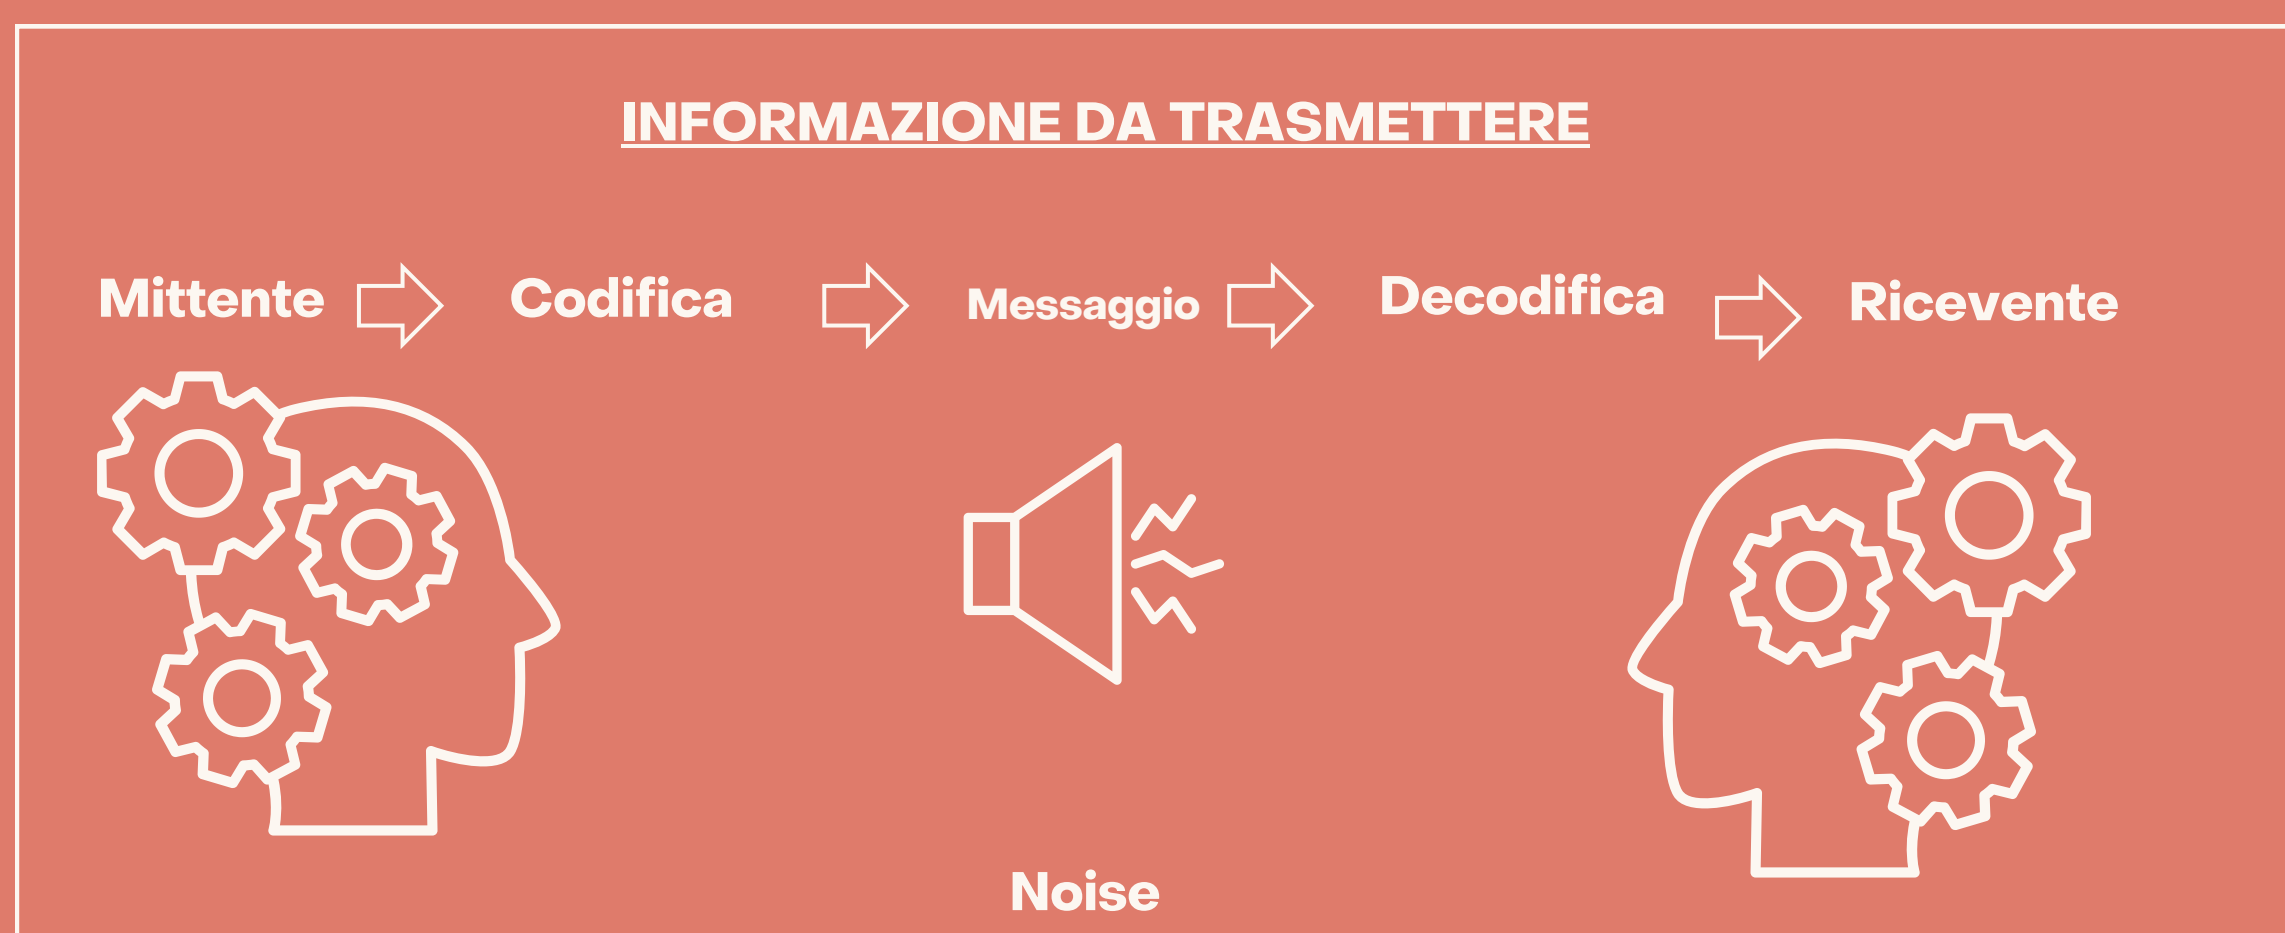 INFORMAZIONE DA TRASMETTERE
Mittente Codifica Messaggio Decodifica Ricevente
Noise